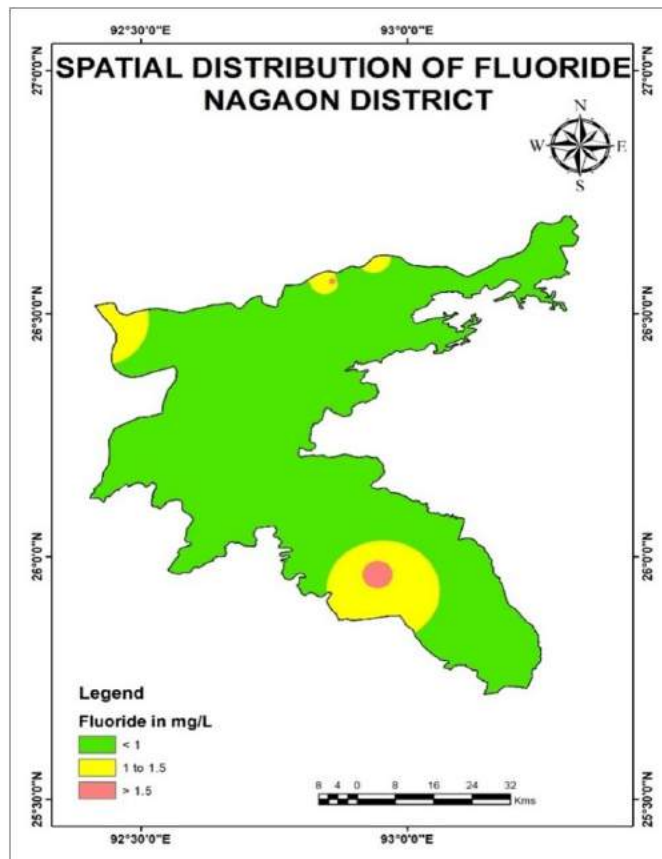 92°30'0"E 93°0'0"E
SPATIAL DISTRIBUTION OF FLUORIDE
NAGAON DISTRICT
27°0'0"N 27°0'0"N
N
W E
S
26°30'0"N 26°30'0"N
26°0'0"N 26°0'0"N
Legend
Fluoride in mg/L
< 1
1 to 1.5
> 1.5
8 4 0 8 16 24 32
Kms
25°30'0"N 25°30'0"N
92°30'0"E 93°0'0"E